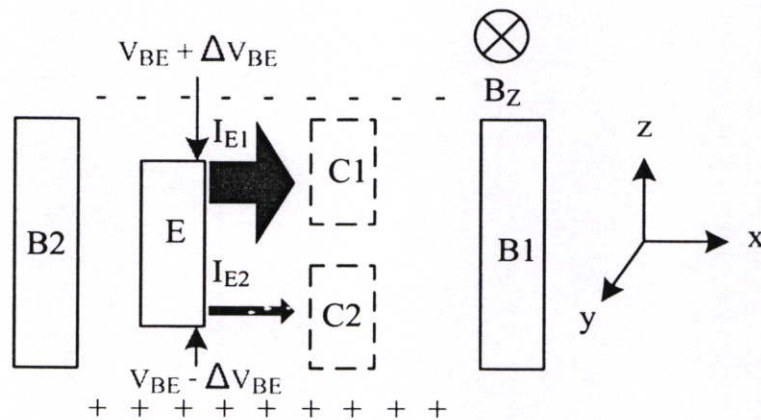 V_BE + ΔV_BE
- - - - - - - - -
B_Z
I_E1
C1
z
B2
E
B1
x
I_E2
C2
y
V_BE - ΔV_BE
+ + + + + + + + +